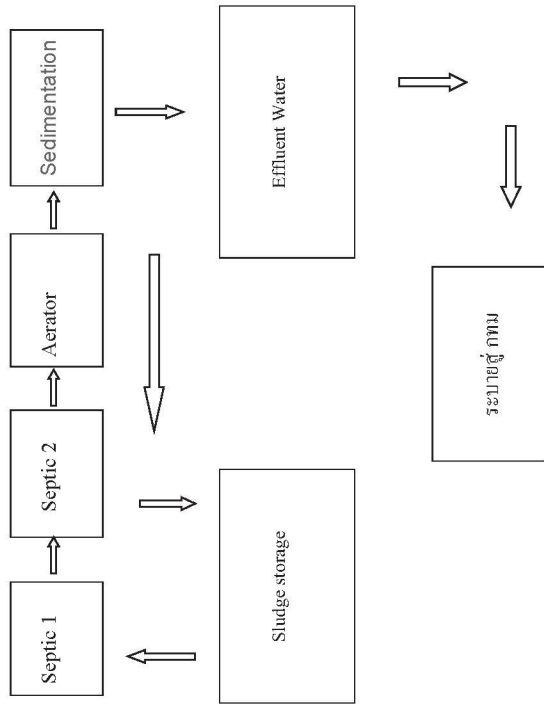 Septic 1
Septic 2
Aerator
Sedimentation
Sludge storage
Effluent Water
ระบายสู่ กทม